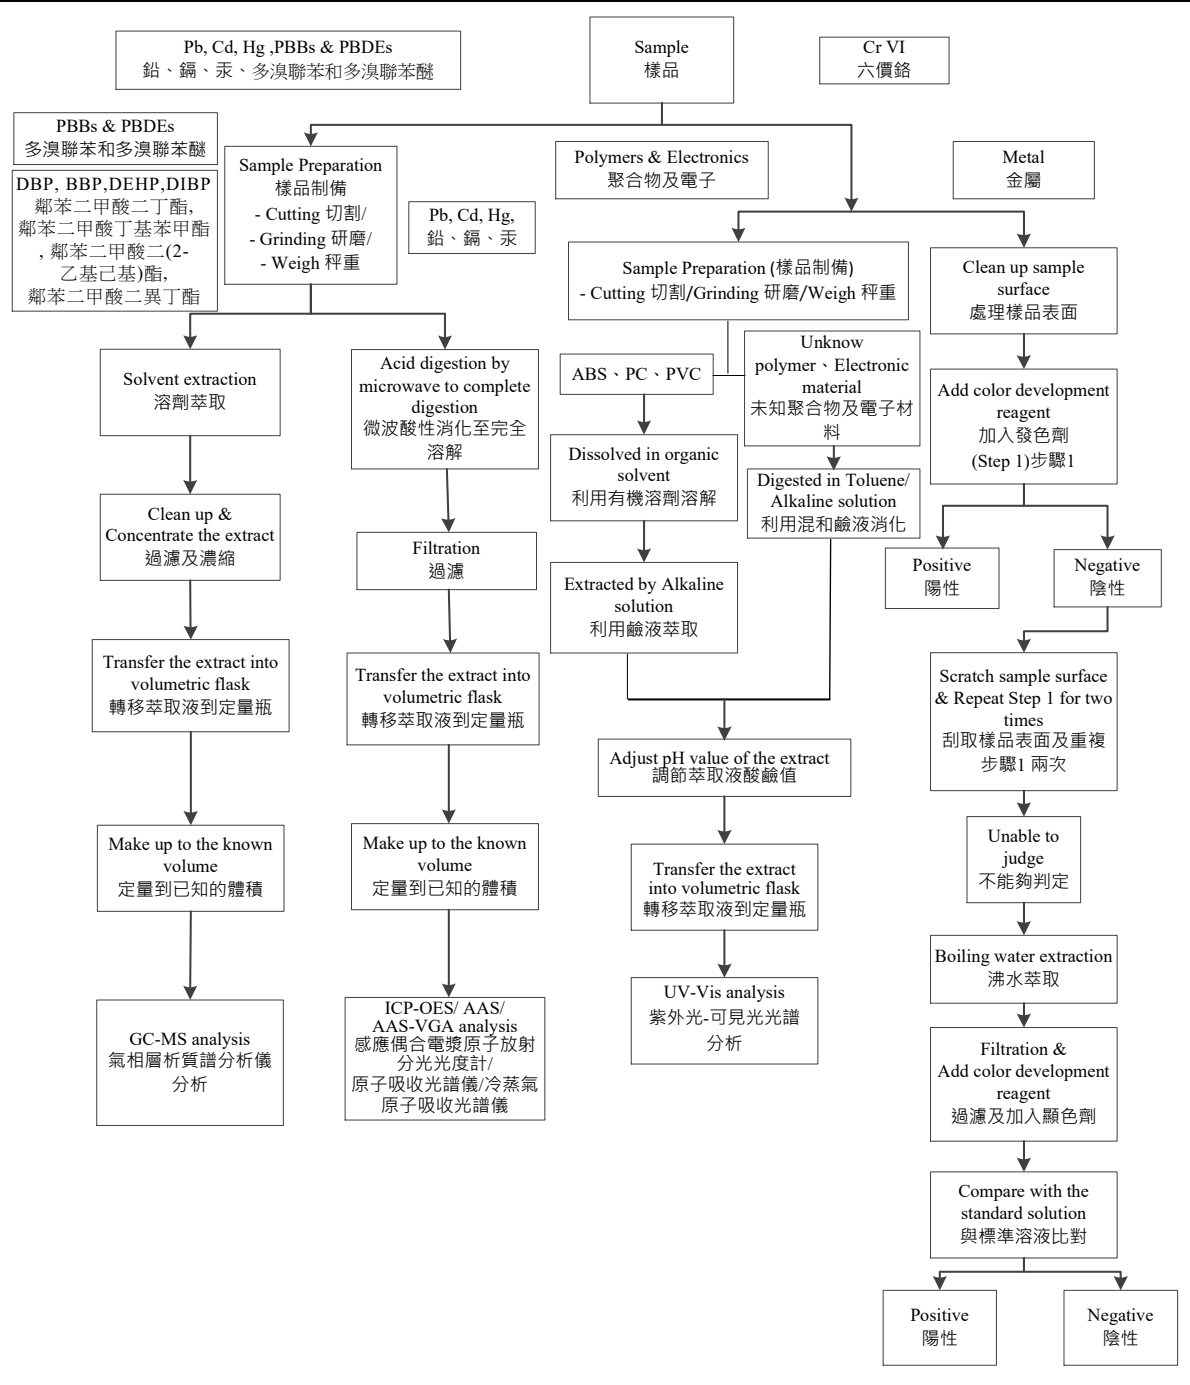 Pb, Cd, Hg ,PBBs & PBDEs
鉛、鎘、汞、多溴聯苯和多溴聯苯醚
Sample
樣品
Cr VI
六價鉻
PBBs & PBDEs
多溴聯苯和多溴聯苯醚
DBP, BBP,DEHP,DIBP
鄰苯二甲酸二丁酯,
鄰苯二甲酸丁基苯甲酯
, 鄰苯二甲酸二(2-
乙基己基)酯,
鄰苯二甲酸二異丁酯
Sample Preparation
樣品制備
- Cutting 切割/
- Grinding 研磨/
- Weigh 秤重
Pb, Cd, Hg,
鉛、鎘、汞
Polymers & Electronics
聚合物及電子
Metal
金屬
Sample Preparation (樣品制備)
- Cutting 切割/Grinding 研磨/Weigh 秤重
Clean up sample
surface
處理樣品表面
Solvent extraction
溶劑萃取
Acid digestion by
microwave to complete
digestion
微波酸性消化至完全
溶解
ABS、PC、PVC
Unknow
polymer、Electronic
material
未知聚合物及電子材
料
Add color development
reagent
加入發色劑
(Step 1)步驟1
Dissolved in organic
solvent
利用有機溶劑溶解
Digested in Toluene/
Alkaline solution
利用混和鹼液消化
Clean up &
Concentrate the extract
過濾及濃縮
Filtration
過濾
Positive
陽性
Negative
陰性
Extracted by Alkaline
solution
利用鹼液萃取
Transfer the extract into
volumetric flask
轉移萃取液到定量瓶
Transfer the extract into
volumetric flask
轉移萃取液到定量瓶
Scratch sample surface
& Repeat Step 1 for two
times
刮取樣品表面及重複
步驟1 兩次
Adjust pH value of the extract
調節萃取液酸鹼值
Make up to the known
volume
定量到已知的體積
Make up to the known
volume
定量到已知的體積
Transfer the extract
into volumetric flask
轉移萃取液到定量瓶
Unable to
judge
不能夠判定
Boiling water extraction
沸水萃取
UV-Vis analysis
紫外光-可見光光譜
分析
GC-MS analysis
氣相層析質譜分析儀
分析
ICP-OES/ AAS/
AAS-VGA analysis
感應偶合電漿原子放射
分光光度計/
原子吸收光譜儀/冷蒸氣
原子吸收光譜儀
Filtration &
Add color development
reagent
過濾及加入顯色劑
Compare with the
standard solution
與標準溶液比對
Positive
陽性
Negative
陰性